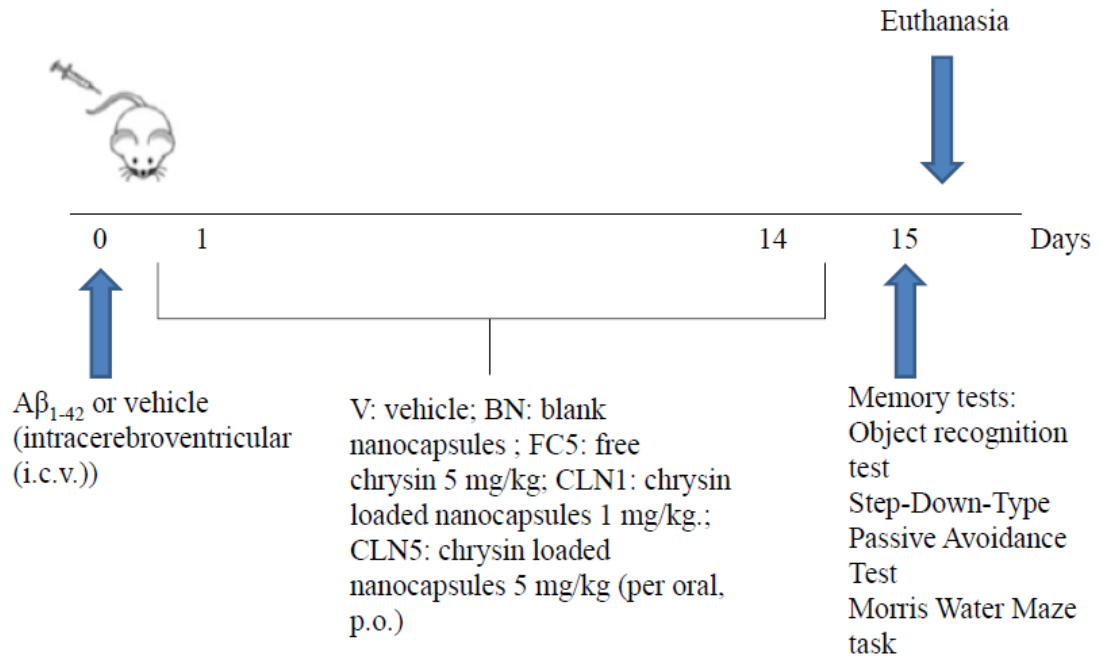 Euthanasia
0
1
14
15
Days
Aβ1-42 or vehicle
(intracerebroventricular
(i.c.v.))
V: vehicle; BN: blank
nanocapsules ; FC5: free
chrysin 5 mg/kg; CLN1: chrysin
loaded nanocapsules 1 mg/kg.;
CLN5: chrysin loaded
nanocapsules 5 mg/kg (per oral,
p.o.)
Memory tests:
Object recognition
test
Step-Down-Type
Passive Avoidance
Test
Morris Water Maze
task